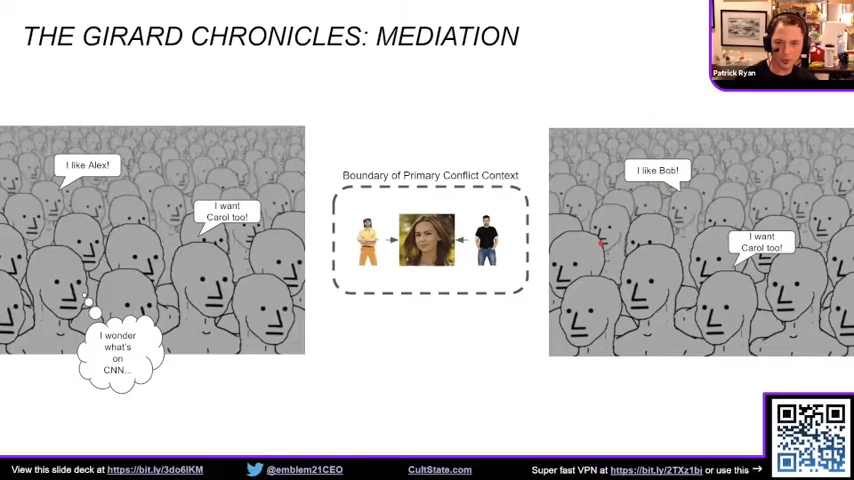 THE GIRARD CHRONICLES: MEDIATION
Patrick Ryan
I like Alex!
I want
Carol too!
I wonder
what's
on
CNN...
Boundary of Primary Conflict Context
I like Bob!
I want
Carol too!
View this slide deck at https://bit.ly/3do6IKM
@emblem21CEO
CultState.com
Super fast VPN at https://bit.ly/2TXz1bi or use this →